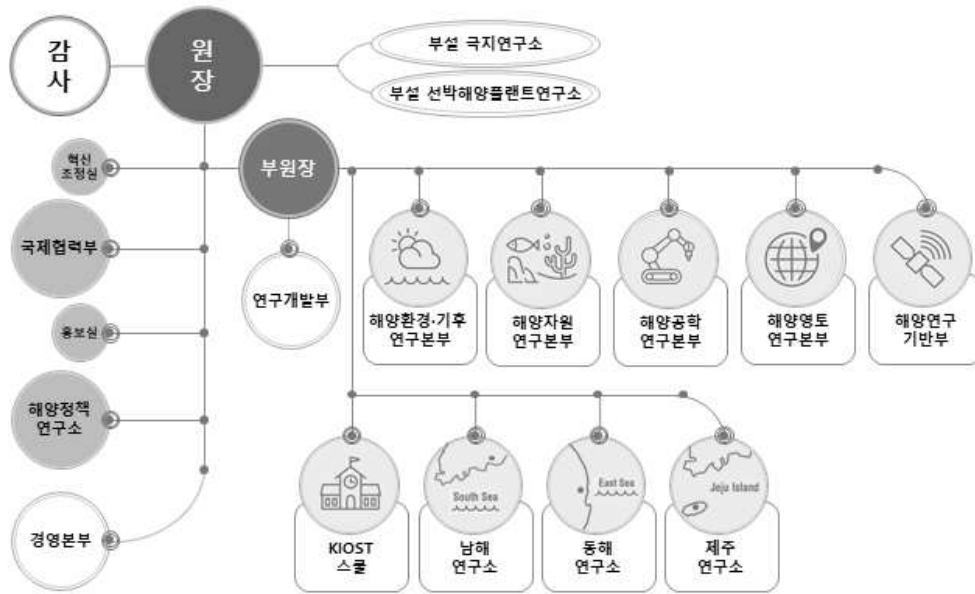 감
사
원
장
부설 극지연구소
부설 선박해양플랜트연구소
혁신
조정실
부원장
국제협력부
연구개발부
홍보실
해양정책
연구소
경영본부
해양환경·기후
연구본부
해양자원
연구본부
해양공학
연구본부
해양영토
연구본부
해양연구
기반부
South Sea
East Sea
Jeju Island
KIOST
스쿨
남해
연구소
동해
연구소
제주
연구소